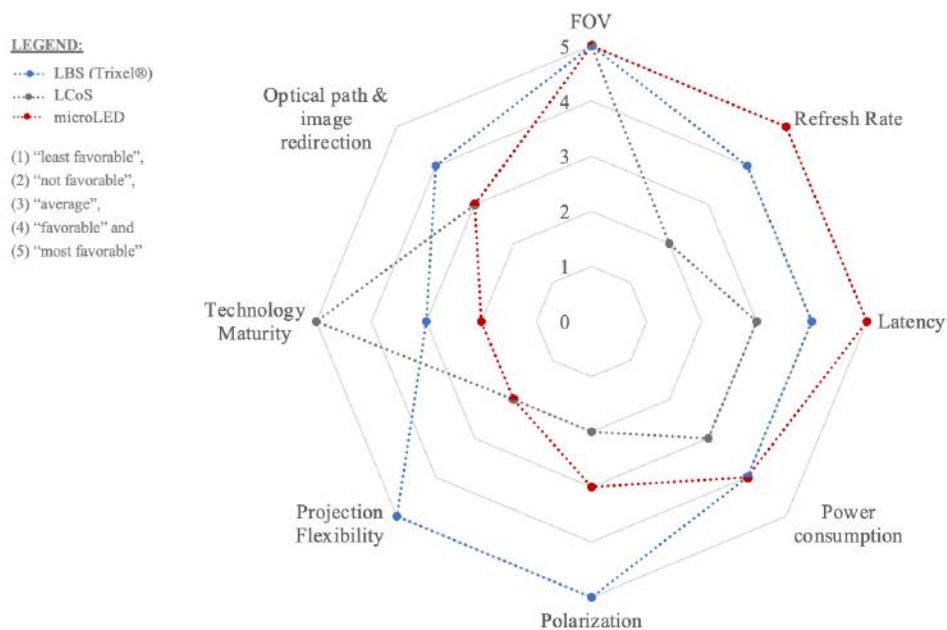 LEGEND:
LBS (Trixel®)
LCoS
microLED
(1) “least favorable”,
(2) “not favorable”,
(3) “average”,
(4) “favorable” and
(5) “most favorable”
FOV
5
4
3
2
1
0
Refresh Rate
Latency
Power
consumption
Polarization
Projection
Flexibility
Technology
Maturity
Optical path &
image
redirection